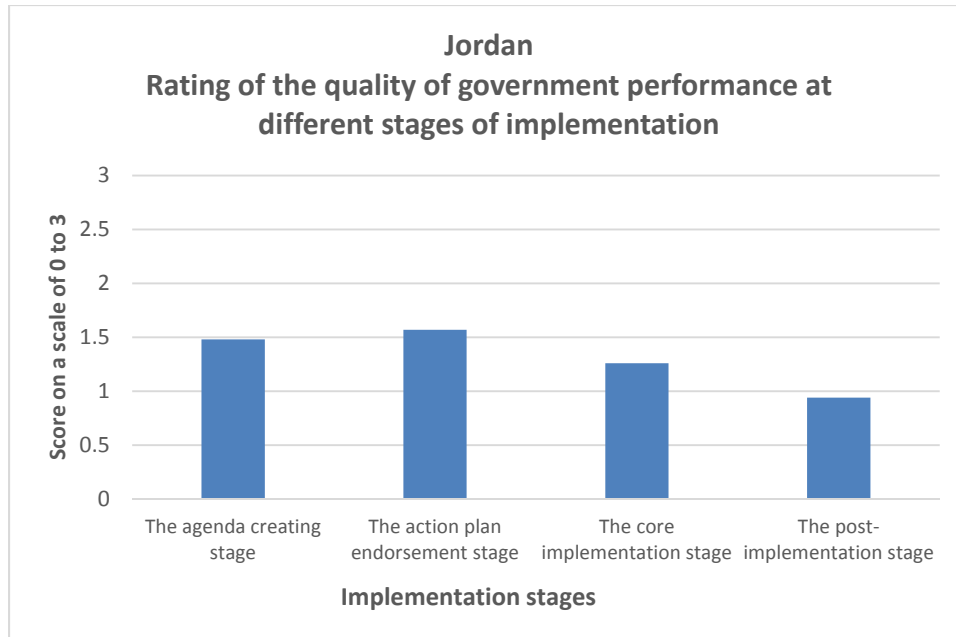 Jordan
Rating of the quality of government performance at
different stages of implementation
Score on a scale of 0 to 3
3
2.5
2
1.5
1
0.5
0
The agenda creating
stage
The action plan
endorsement stage
The core
implementation stage
The post-
implementation stage
Implementation stages